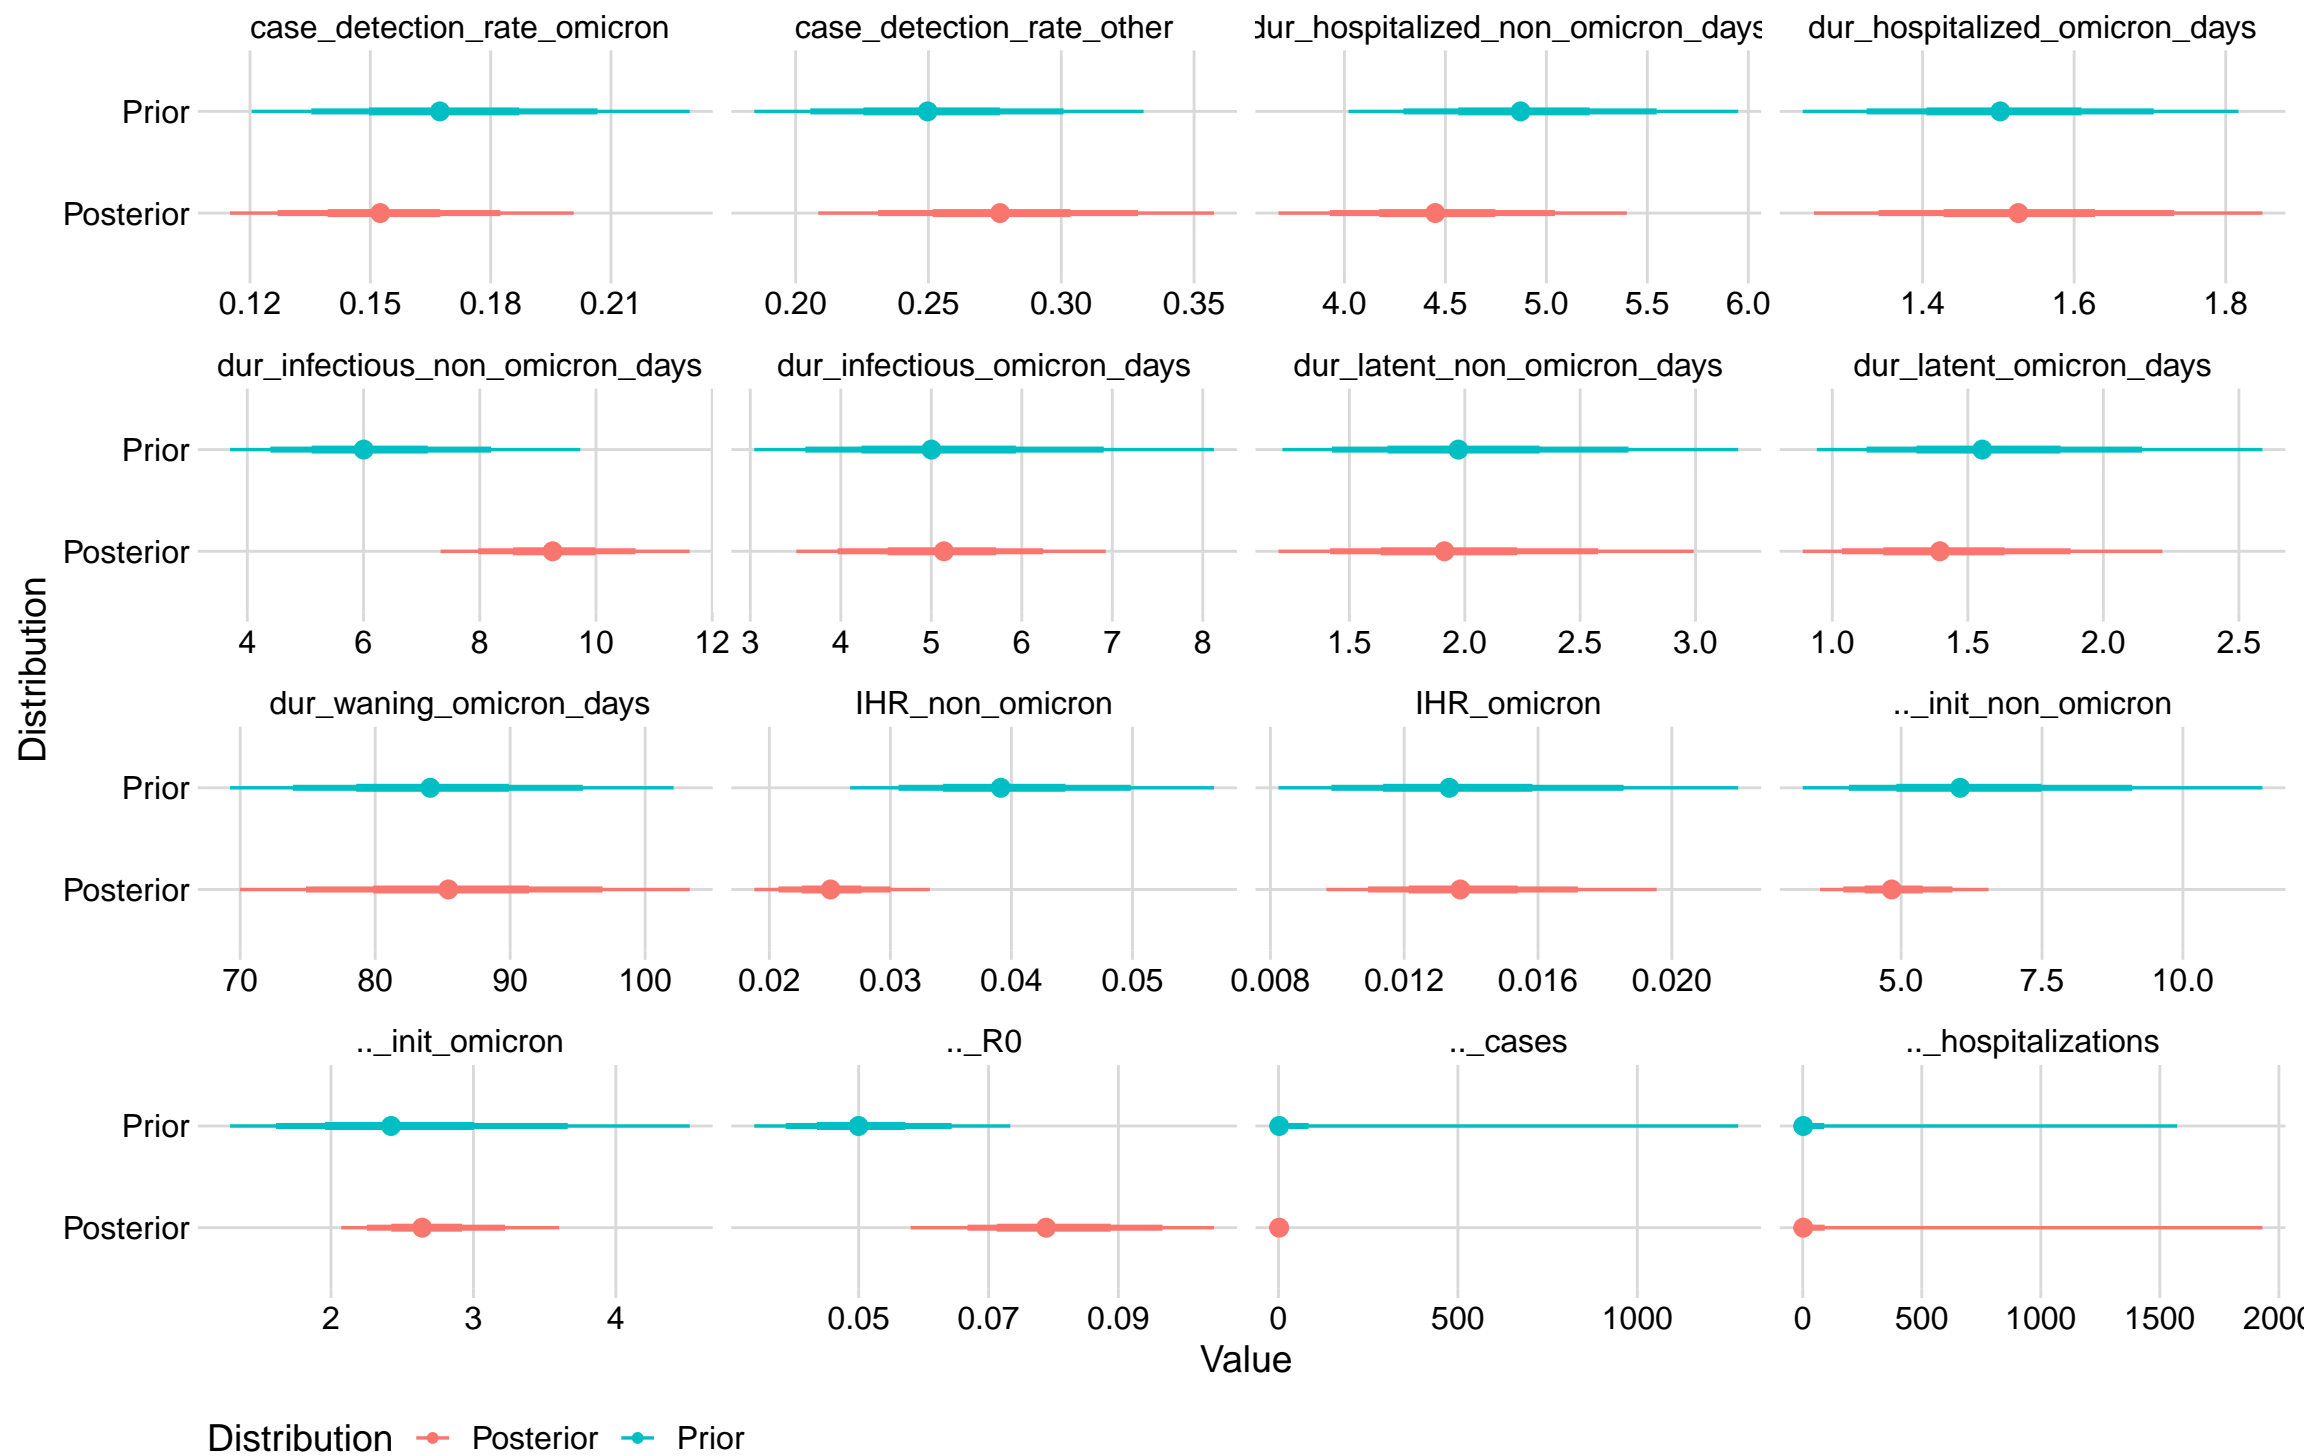 case_detection_rate_omicron case_detection_rate_other dur_hospitalized_non_omicron_days dur_hospitalized_omicron_days
Prior
Posterior
0.12 0.15 0.18 0.21 0.20 0.25 0.30 0.35 4.0 4.5 5.0 5.5 6.0 1.4 1.6 1.8
dur_infectious_non_omicron_days dur_infectious_omicron_days dur_latent_non_omicron_days dur_latent_omicron_days
Prior
Posterior
4 6 8 10 12 3 4 5 6 7 8 1.5 2.0 2.5 3.0 1.0 1.5 2.0 2.5
Distribution
dur_waning_omicron_days IHR_non_omicron IHR_omicron .._init_non_omicron
Prior
Posterior
70 80 90 100 0.02 0.03 0.04 0.05 0.008 0.012 0.016 0.020 5.0 7.5 10.0
.._init_omicron .._R0 .._cases .._hospitalizations
Prior
Posterior
2 3 4 0.05 0.07 0.09 0 500 1000 0 500 1000 1500 2000
Value
Distribution Posterior Prior